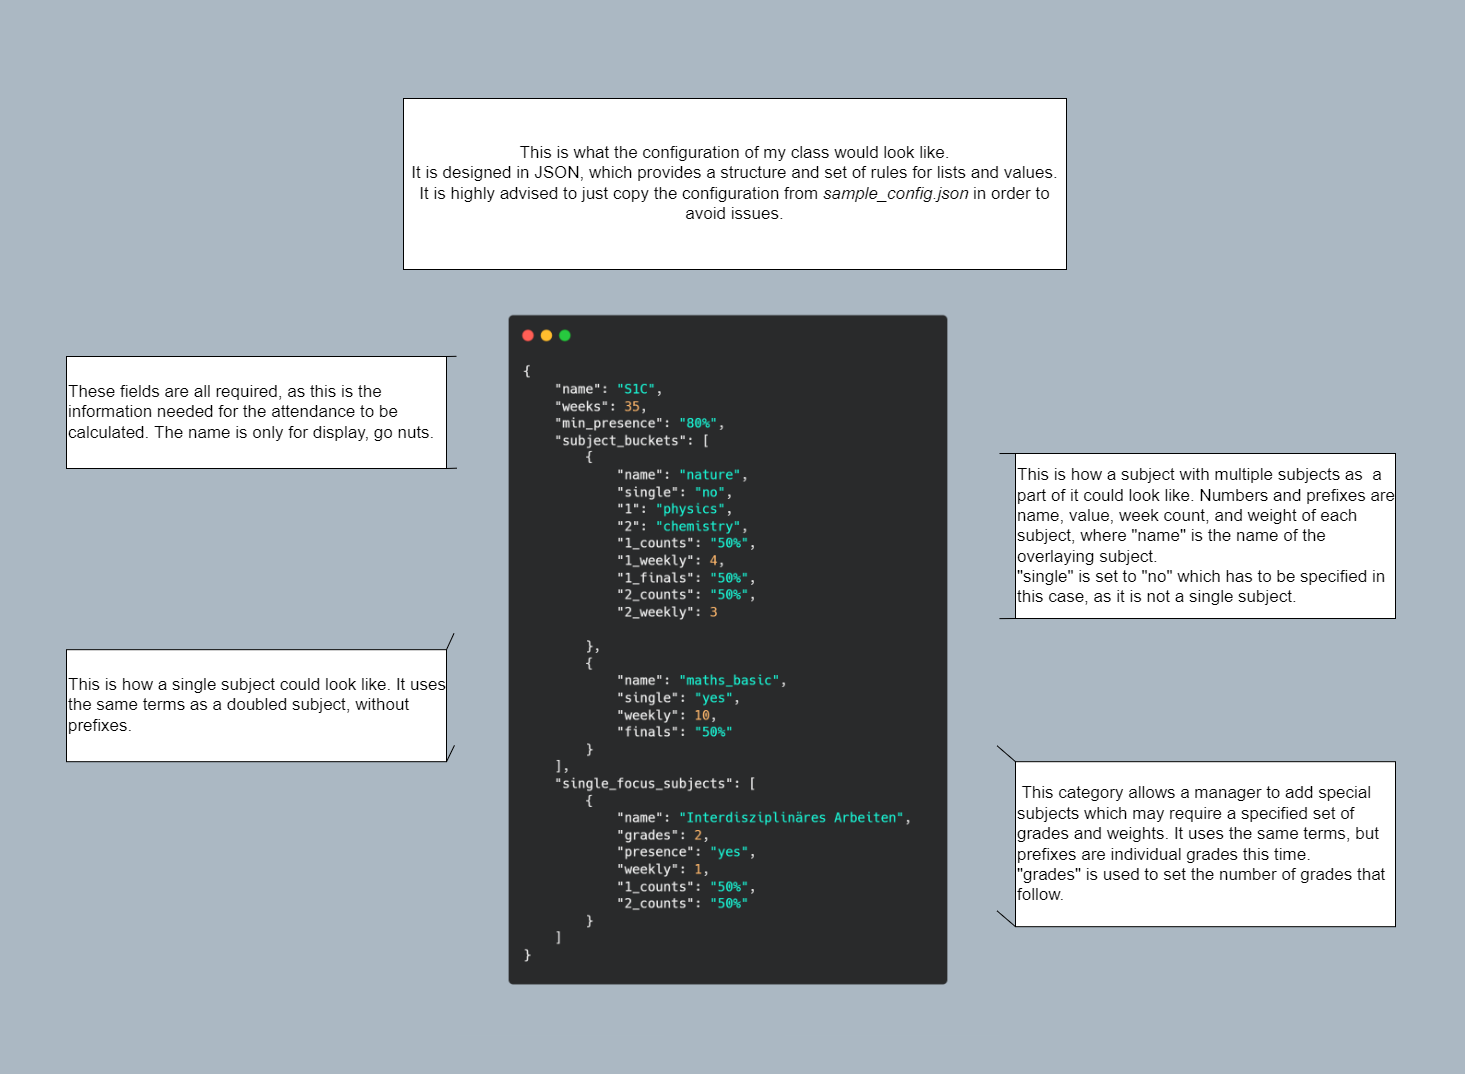 This is what the configuration of my class would look like.
It is designed in JSON, which provides a structure and set of rules for lists and values.
It is highly advised to just copy the configuration from sample_config.json in order to
avoid issues.
These fields are all required, as this is the
information needed for the attendance to be
calculated. The name is only for display, go nuts.
{
    "name": "S1C",
    "weeks": 35,
    "min_presence": "80%",
    "subject_buckets": [
        {
            "name": "nature",
            "single": "no",
            "1": "physics",
            "2": "chemistry",
            "1_counts": "50%",
            "1_weekly": 4,
            "1_finals": "50%",
            "2_counts": "50%",
            "2_weekly": 3
        },
        {
            "name": "maths_basic",
            "single": "yes",
            "weekly": 10,
            "finals": "50%"
        }
    ],
    "single_focus_subjects": [
        {
            "name": "Interdisziplinäres Arbeiten",
            "grades": 2,
            "presence": "yes",
            "weekly": 1,
            "1_counts": "50%",
            "2_counts": "50%"
        }
    ]
}
This is how a subject with multiple subjects as  a
part of it could look like. Numbers and prefixes are
name, value, week count, and weight of each
subject, where "name" is the name of the
overlaying subject.
"single" is set to "no" which has to be specified in
this case, as it is not a single subject.
This is how a single subject could look like. It uses
the same terms as a doubled subject, without
prefixes.
This category allows a manager to add special
subjects which may require a specified set of
grades and weights. It uses the same terms, but
prefixes are individual grades this time.
"grades" is used to set the number of grades that
follow.